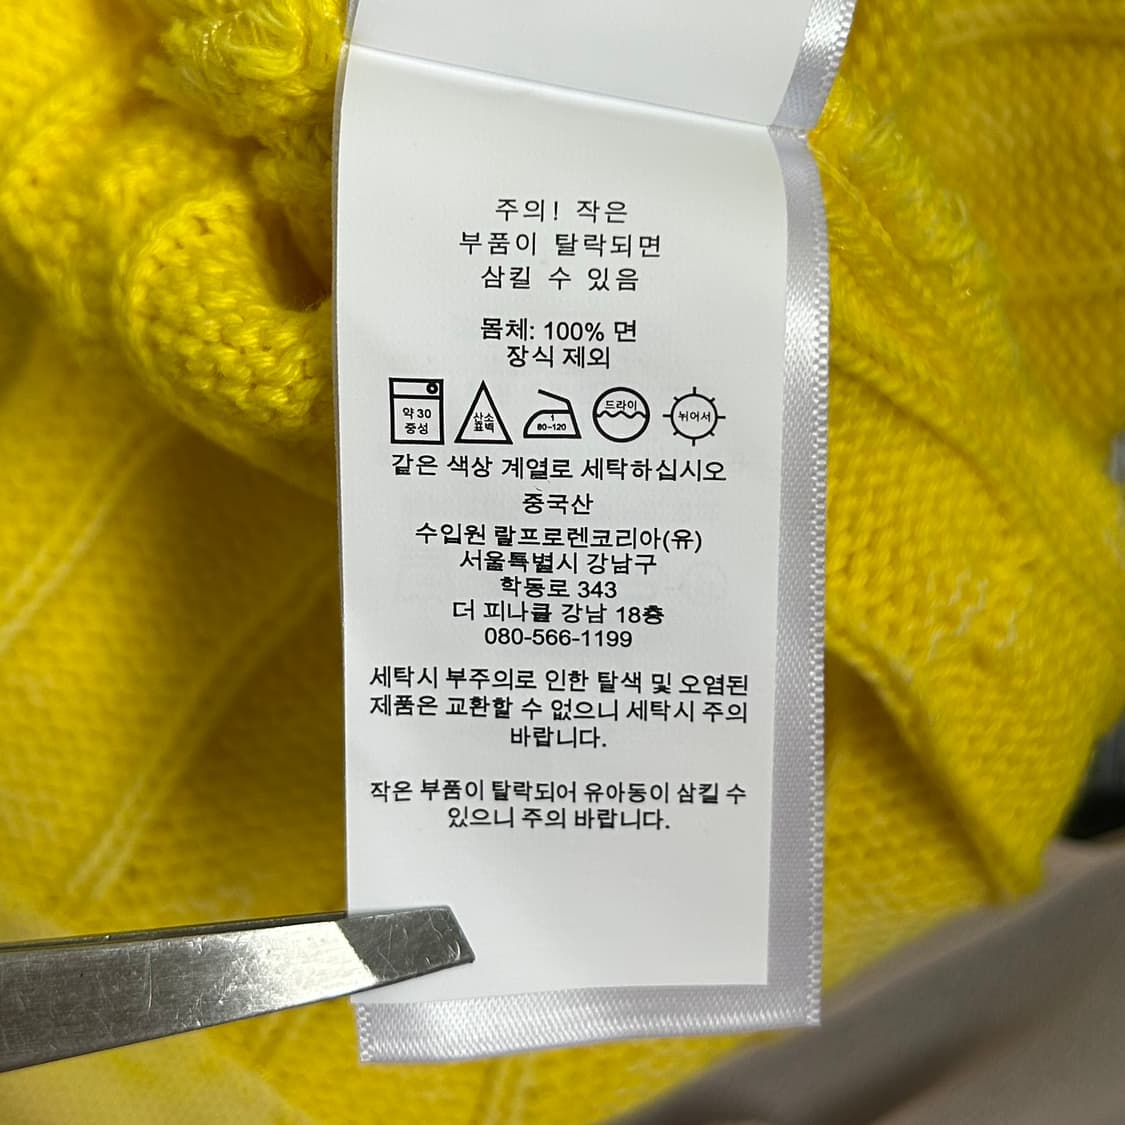 주의! 작은
부품이 탈락되면
삼킬 수 있음
몸체: 100% 면
장식 제외
약 30
중성
산소
표백
1
80-120
드라이
뉘어서
같은 색상 계열로 세탁하십시오
중국산
수입원 랄프로렌코리아(유)
서울특별시 강남구
학동로 343
더 피나클 강남 18층
080-566-1199
세탁시 부주의로 인한 탈색 및 오염된
제품은 교환할 수 없으니 세탁시 주의
바랍니다.
작은 부품이 탈락되어 유아동이 삼킬 수
있으니 주의 바랍니다.